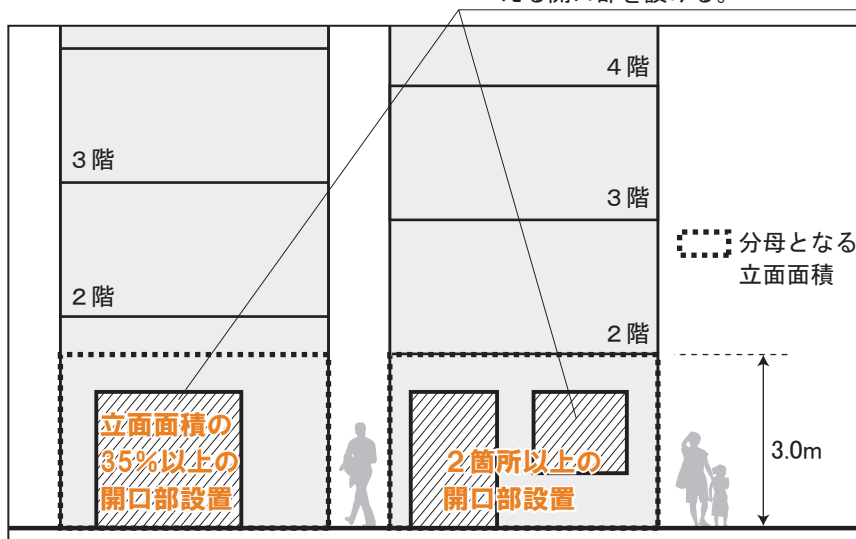 える開口部を設ける。
4階
3階
3階
分母となる
立面面積
2階
2階
立面面積の
35%以上の
開口部設置
2箇所以上の
開口部設置
3.0m